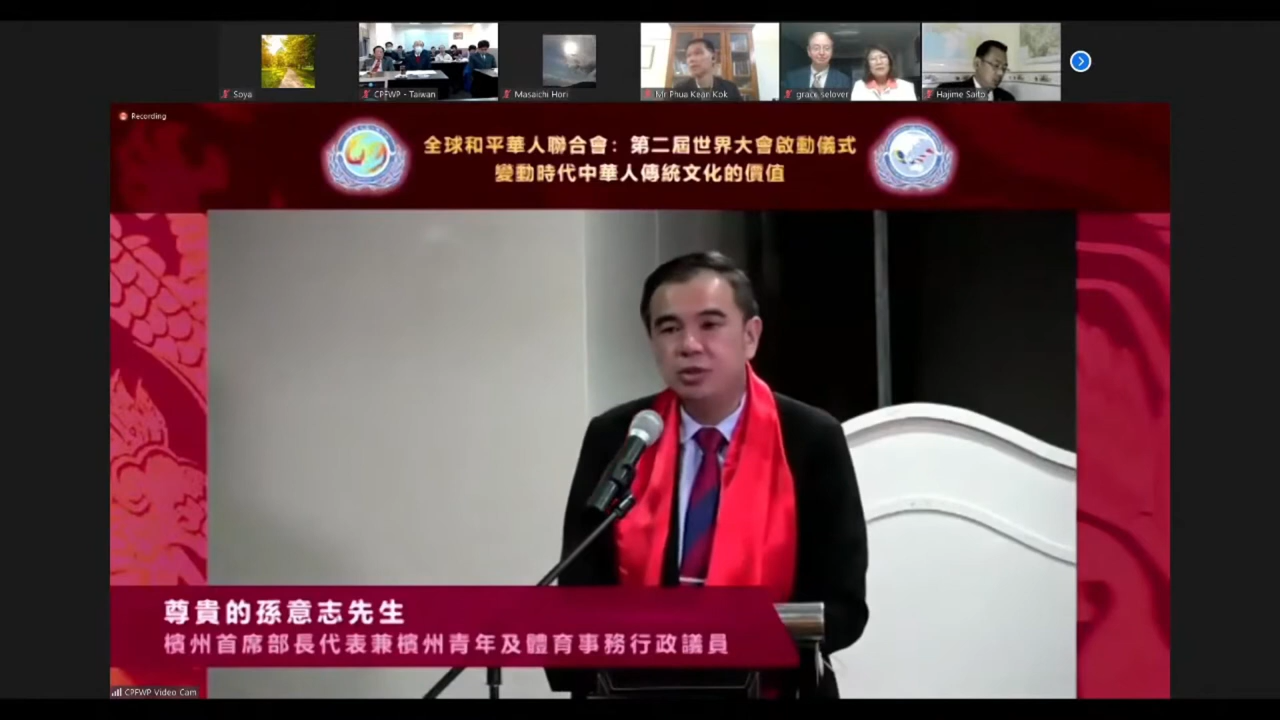 Soya
CPFWP - Taiwan
Masaichi Hori
Mr Phua Kean Kok
grace selover
Hajime Saito
Recording
全球和平華人聯合會：第二屆世界大會啟動儀式
變動時代中華人傳統文化的價值
尊貴的孫意志先生
檳州首席部長代表兼檳州青年及體育事務行政議員
CPFWP Video Cam